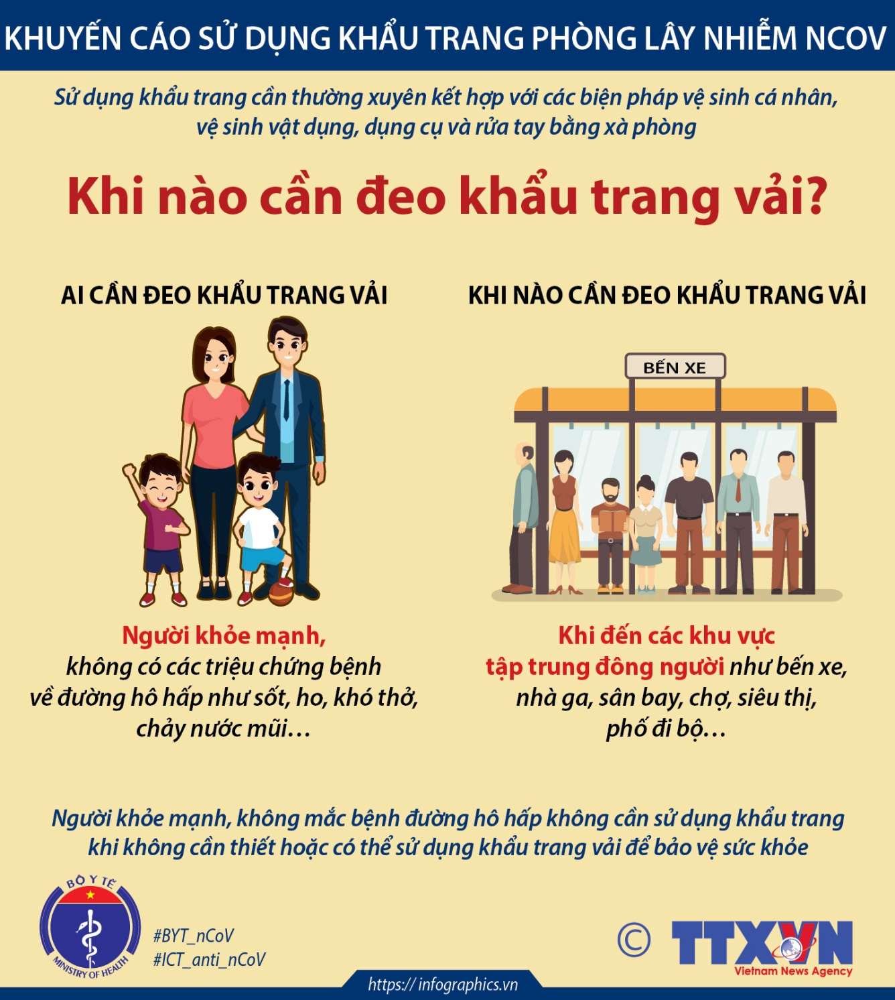 KHUYẾN CÁO SỬ DỤNG KHẨU TRANG PHÒNG LÂY NHIỄM NCOV
Sử dụng khẩu trang cần thường xuyên kết hợp với các biện pháp vệ sinh cá nhân,
vệ sinh vật dụng, dụng cụ và rửa tay bằng xà phòng
Khi nào cần đeo khẩu trang vải?
AI CẦN ĐEO KHẨU TRANG VẢI
Người khỏe mạnh,
không có các triệu chứng bệnh
về đường hô hấp như sốt, ho, khó thở,
chảy nước mũi...
KHI NÀO CẦN ĐEO KHẨU TRANG VẢI
BẾN XE
Khi đến các khu vực
tập trung đông người như bến xe,
nhà ga, sân bay, chợ, siêu thị,
phố đi bộ...
Người khỏe mạnh, không mắc bệnh đường hô hấp không cần sử dụng khẩu trang
khi không cần thiết hoặc có thể sử dụng khẩu trang vải để bảo vệ sức khỏe
BỘ Y TẾ
MINISTRY OF HEALTH
#BYT_nCoV
#ICT_anti_nCoV
© TTXVN
Vietnam News Agency
https:// infographics.vn